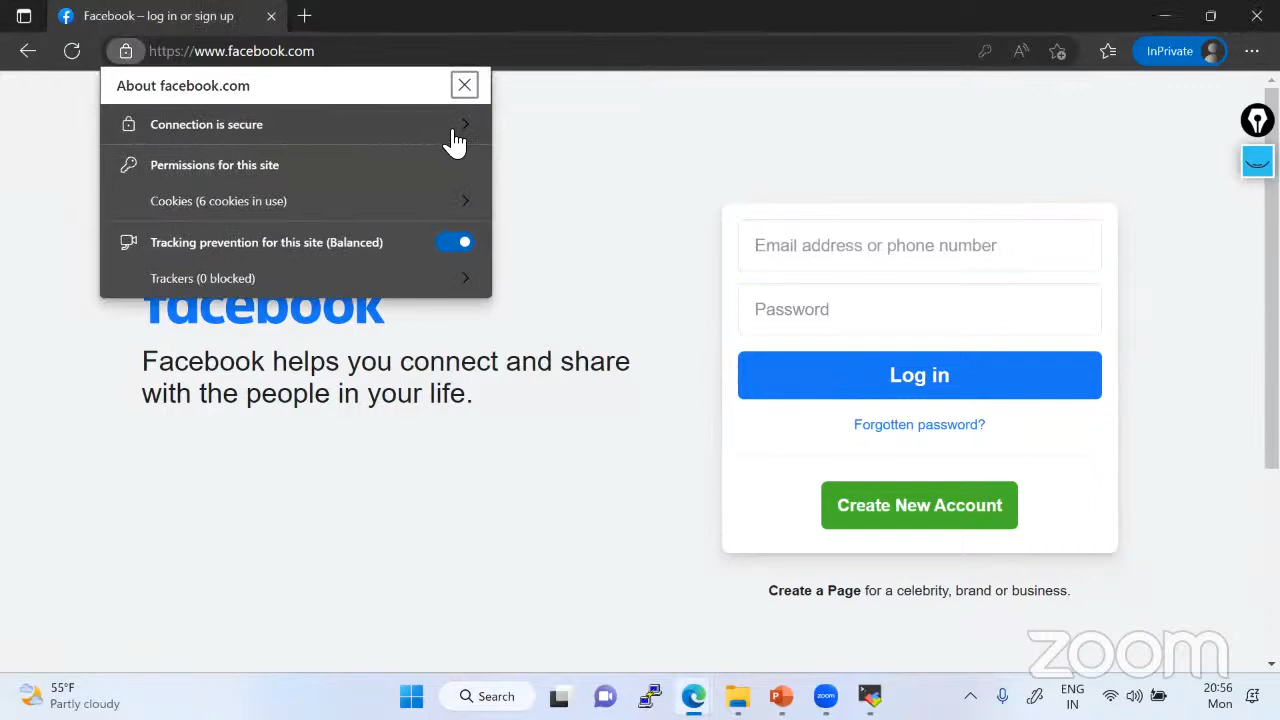 Facebook – log in or sign up
https://www.facebook.com
InPrivate
About facebook.com
Connection is secure
Permissions for this site
Cookies (6 cookies in use)
Tracking prevention for this site (Balanced)
Trackers (0 blocked)
facebook
Facebook helps you connect and share
with the people in your life.
Email address or phone number
Password
Log in
Forgotten password?
Create New Account
Create a Page for a celebrity, brand or business.
zoom
55°F
Partly cloudy
Search
zoom
ENG
IN
20:56
Mon